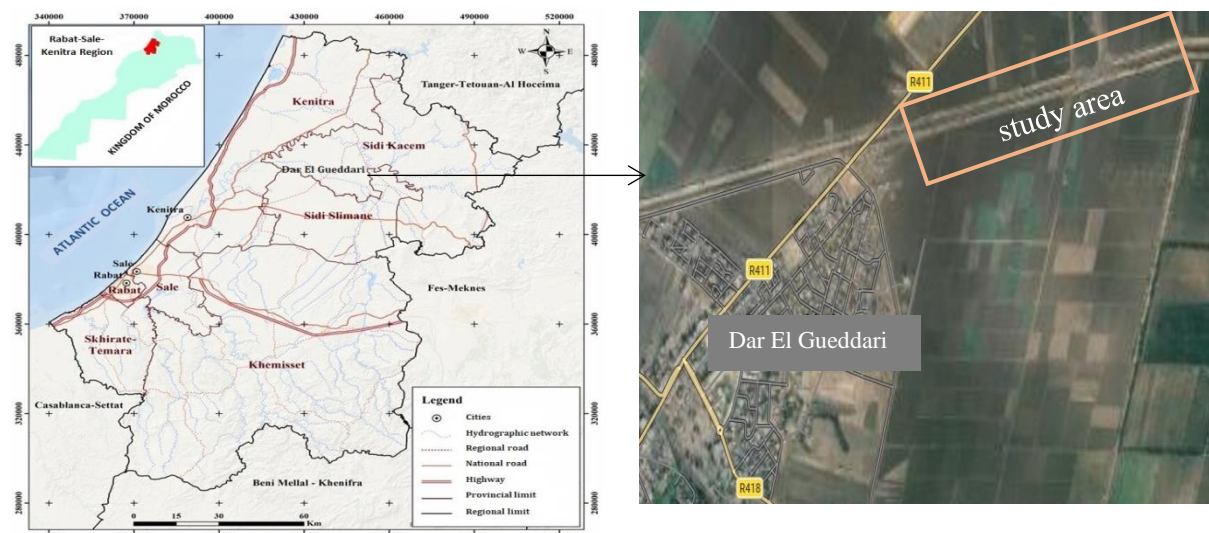 340000
370000
400000
430000
460000
490000
520000
Rabat-Sale-
Kenitra Region
KINGDOM OF MOROCCO
N
W
E
S
480000
480000
Tanger-Tetouan-Al Hoceima
Kenitra
440000
440000
Sidi Kacem
Dar El Gueddari
ATLANTIC OCEAN
Kenitra
Sidi Slimane
400000
400000
Sale
Rabat
Rabat
Sale
Fes-Meknes
360000
360000
Skhirate-
Temara
Khemisset
Casablanca-Settat
320000
320000
Legend
Cities
Hydrographic network
Regional road
National road
Highway
Provincial limit
Regional limit
Beni Mellal - Khenifra
280000
280000
0
15
30
60
Km
R411
study area
R411
Dar El Gueddari
R418